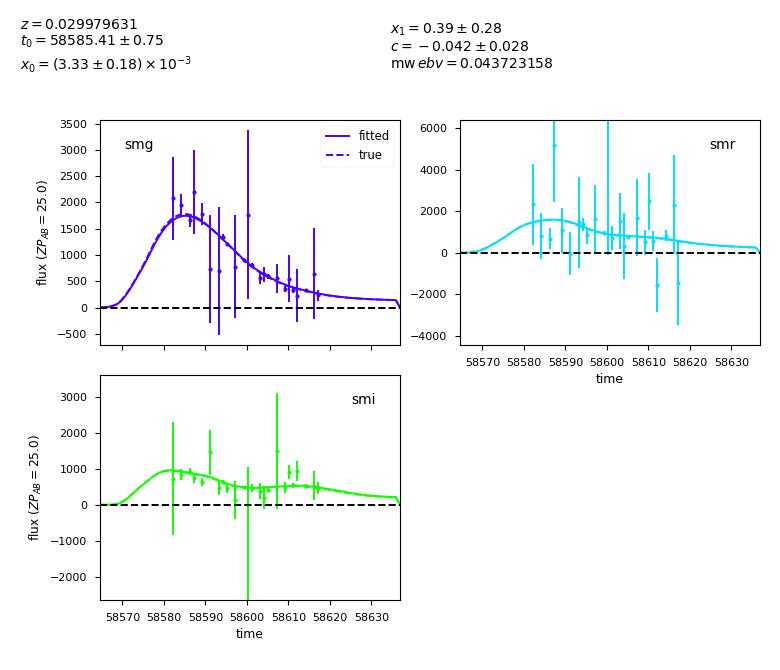 z = 0.029979631
t₀ = 58585.41 ± 0.75
x₀ = (3.33 ± 0.18) × 10⁻³
x₁ = 0.39 ± 0.28
c = −0.042 ± 0.028
mw ebv = 0.043723158
smg
fitted
true
flux (ZP_AB = 25.0)
3500
3000
2500
2000
1500
1000
500
0
−500
smr
6000
4000
2000
0
−2000
−4000
58570 58580 58590 58600 58610 58620 58630
time
smi
flux (ZP_AB = 25.0)
3000
2000
1000
0
−1000
−2000
58570 58580 58590 58600 58610 58620 58630
time